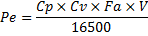 Pe = Cp × Cv × Fa × V / 16500